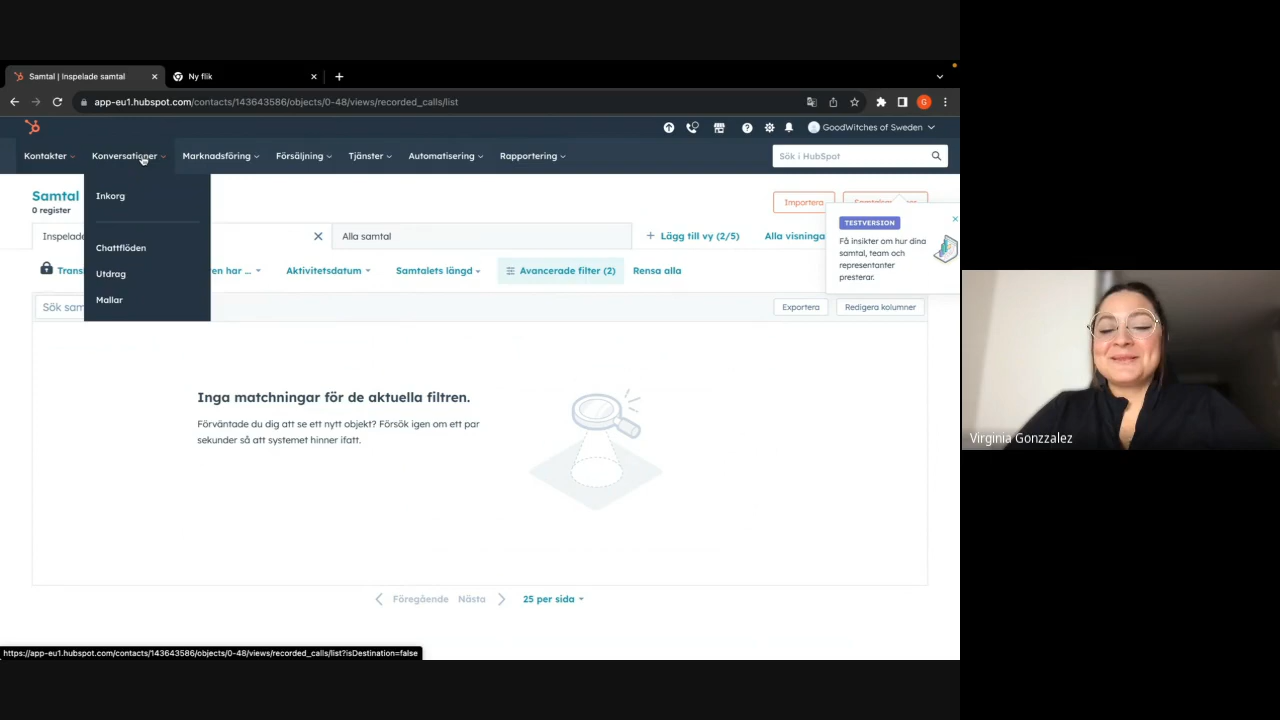 Samtal | Inspelade samtal
Ny flik
app-eu1.hubspot.com/contacts/143643586/objects/0-48/views/recorded_calls/list
G
GoodWitches of Sweden
Kontakter
Konversationer
Marknadsföring
Försäljning
Tjänster
Automatisering
Rapportering
Sök i HubSpot
Inkorg
Chattflöden
Utdrag
Mallar
Samtal
0 register
Importera
TESTVERSION
Få insikter om hur dina
samtal, team och
representanter
presterar.
Inspelade
Alla samtal
Lägg till vy (2/5)
Alla visninga
Trans
en har ...
Aktivitetsdatum
Samtalets längd
Avancerade filter (2)
Rensa alla
Sök sam
Exportera
Redigera kolumner
Inga matchningar för de aktuella filtren.
Förväntade du dig att se ett nytt objekt? Försök igen om ett par
sekunder så att systemet hinner ifatt.
Föregående
Nästa
25 per sida
https://app-eu1.hubspot.com/contacts/143643586/objects/0-48/views/recorded_calls/list?isDestination=false
Virginia Gonzzalez